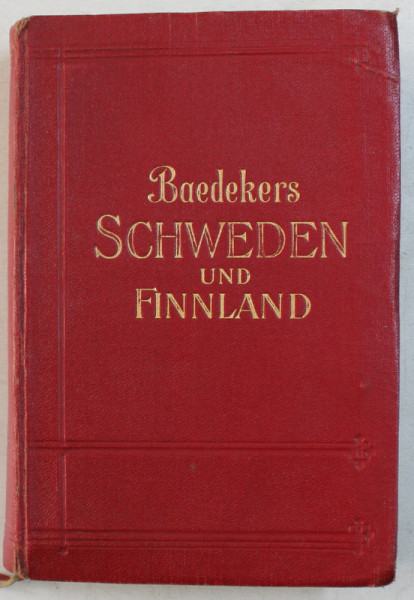 Baedekers
SCHWEDEN
UND
FINNLAND